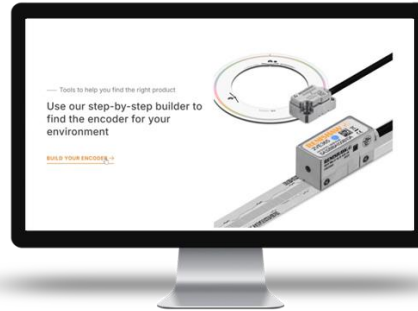 Tools to help you find the right product
Use our step-by-step builder to
find the encoder for your
environment
BUILD YOUR ENCODER →
RENISHAW